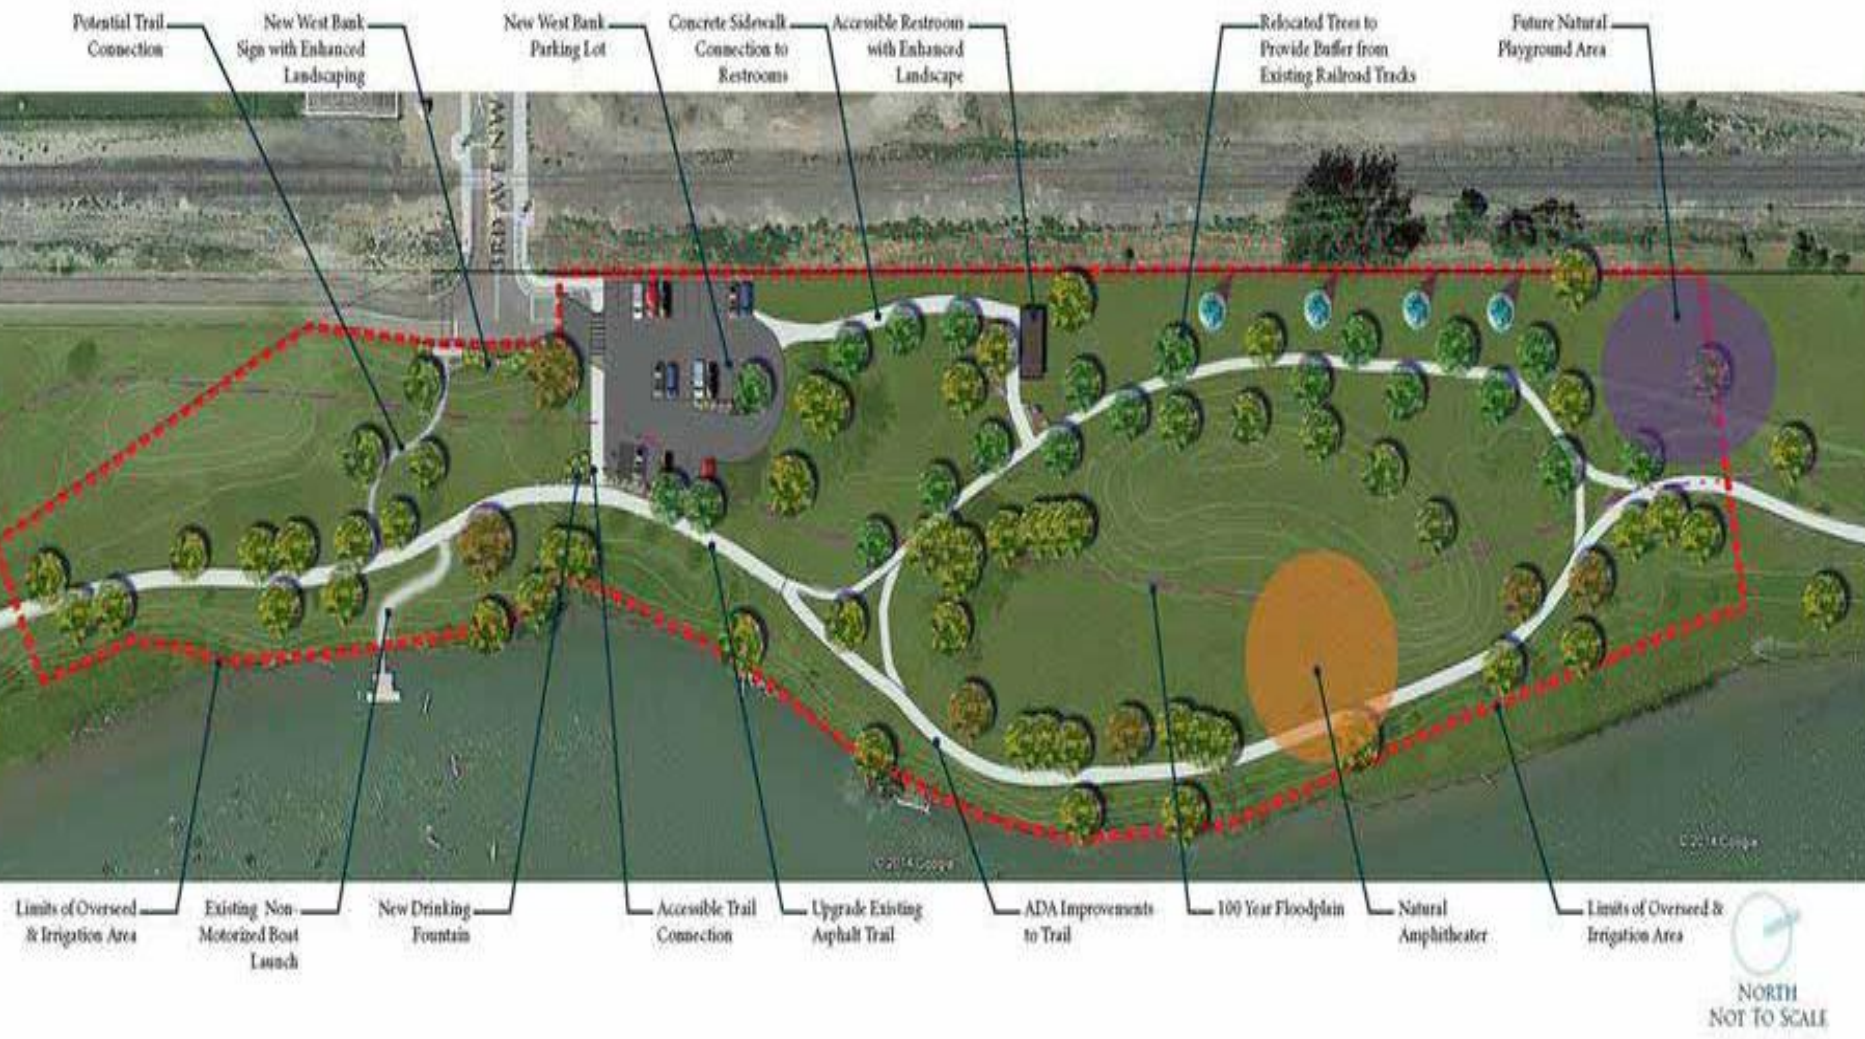 Potential Trail
Connection
New West Bank
Sign with Enhanced
Landscaping
New West Bank
Parking Lot
Concrete Sidewalk
Connection to
Restrooms
Accessible Restroom
with Enhanced
Landscape
Relocated Trees to
Provide Buffer from
Existing Railroad Tracks
Future Natural
Playground Area
3RD AVE NW
© 2014 Google
© 2014 Google
Limits of Overseed
& Irrigation Area
Existing Non-
Motorized Boat
Launch
New Drinking
Fountain
Accessible Trail
Connection
Upgrade Existing
Asphalt Trail
ADA Improvements
to Trail
100 Year Floodplain
Natural
Amphitheater
Limits of Overseed &
Irrigation Area
NORTH
NOT TO SCALE